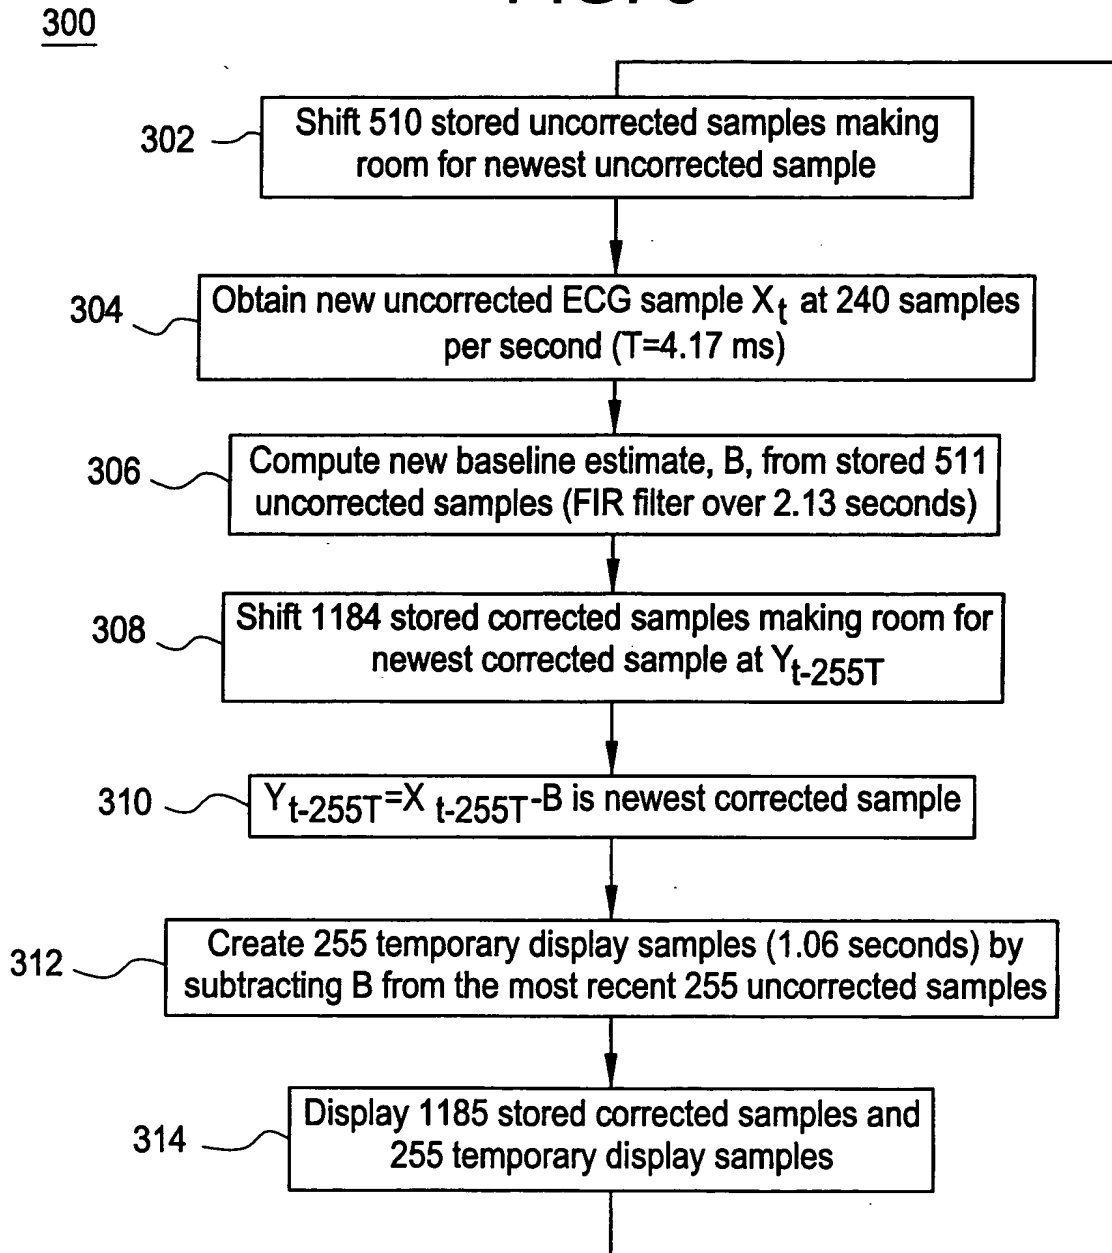 300
302
Shift 510 stored uncorrected samples making
room for newest uncorrected sample
304
Obtain new uncorrected ECG sample Xt at 240 samples
per second (T=4.17 ms)
306
Compute new baseline estimate, B, from stored 511
uncorrected samples (FIR filter over 2.13 seconds)
308
Shift 1184 stored corrected samples making room for
newest corrected sample at Yt-255T
310
Yt-255T=X t-255T-B is newest corrected sample
312
Create 255 temporary display samples (1.06 seconds) by
subtracting B from the most recent 255 uncorrected samples
314
Display 1185 stored corrected samples and
255 temporary display samples